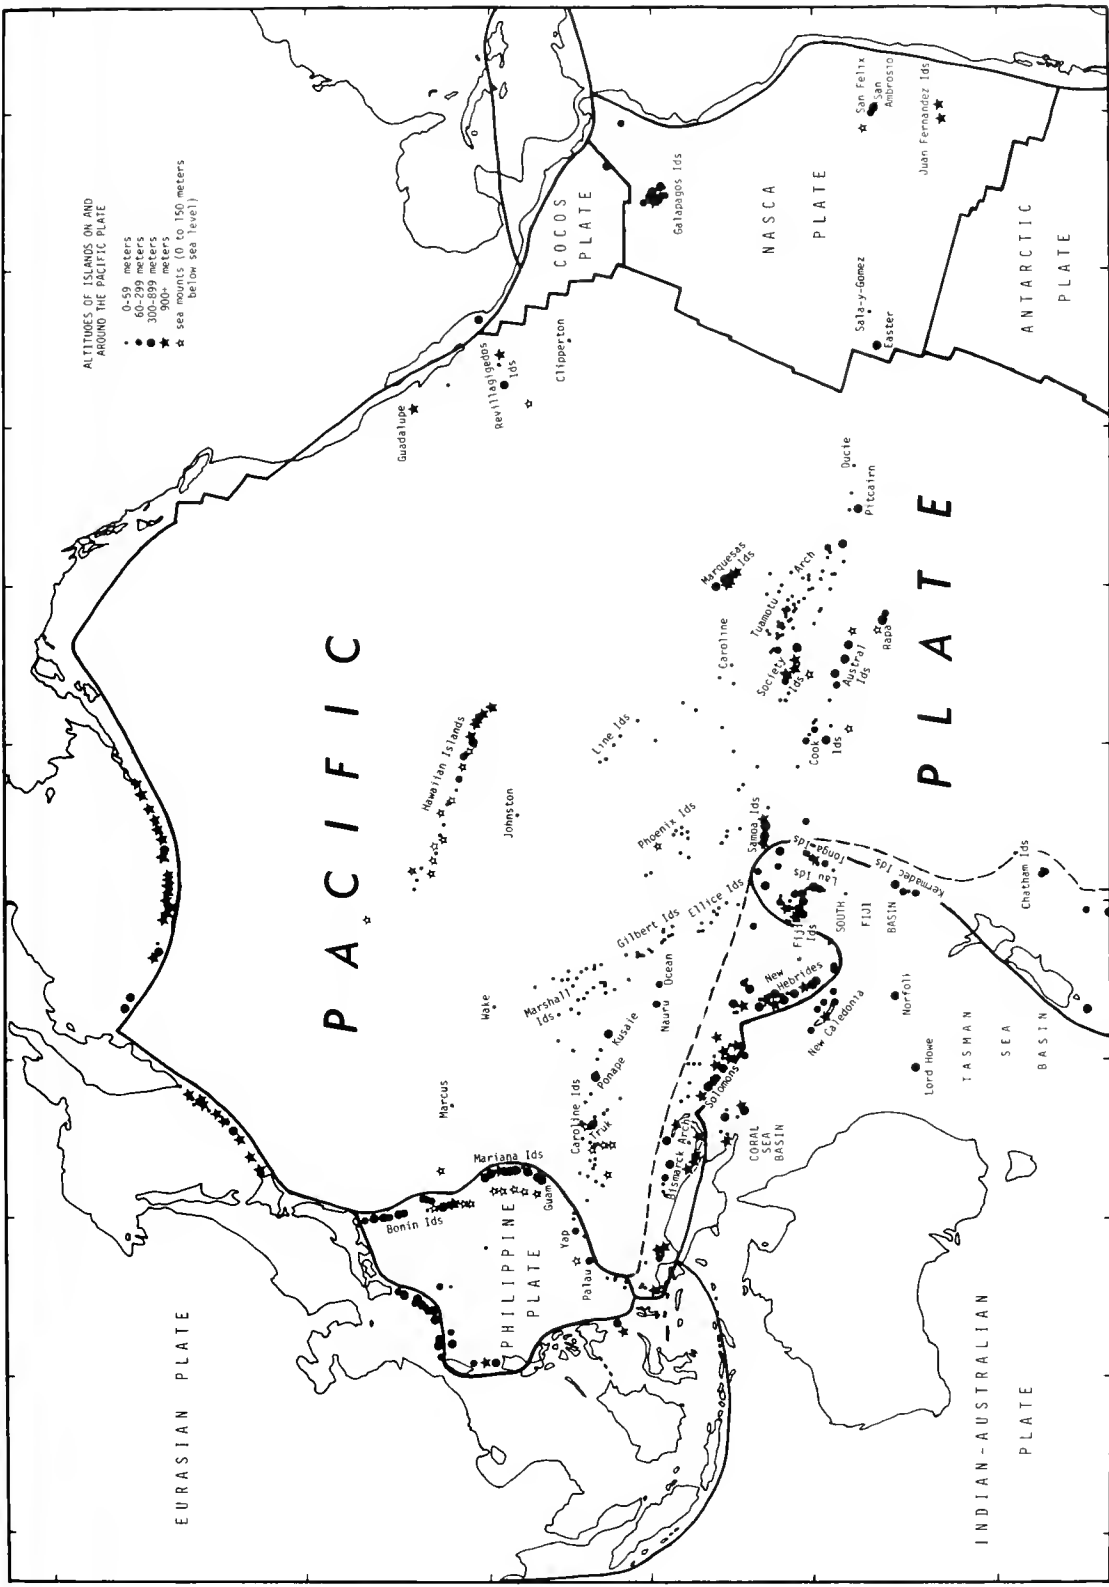 ALTITUDES OF ISLANDS ON AND
AROUND THE PACIFIC PLATE
0-59 meters
60-299 meters
300-899 meters
900+ meters
sea mounts (0 to 150 meters
below sea level)
EURASIAN PLATE
PACIFIC
PLATE
PHILIPPINE
PLATE
COCOS
PLATE
NASCA
PLATE
ANTARCTIC
PLATE
INDIAN-AUSTRALIAN
PLATE
Guadalupe
Revillagigedos
Ids
Clipperton
Galapagos Ids
San Felix
San
Ambrosio
Juan Fernandez Ids
Sala-y-Gomez
Easter
Ducie
Pitcairn
Hawaiian Islands
Johnston
Wake
Marcus
Bonin Ids
Mariana Ids
Guam
Yap
Palau
Caroline Ids
Truk
Ponape
Kusaie
Marshall
Ids
Nauru
Ocean
Gilbert Ids
Ellice Ids
Phoenix Ids
Line Ids
Caroline
Marquesas
Ids
Tuamotu
Arch
Society
Ids
Austral
Ids
Rapa
Cook
Ids
Samoa Ids
Tonga Ids
Lau Ids
Fiji
Ids
SOUTH
FIJI
BASIN
Kermadec Ids
Chatham Ids
New
Hebrides
New Caledonia
Norfolk
Lord Howe
Solomons
Bismarck Arch
CORAL
SEA
BASIN
TASMAN
SEA
BASIN